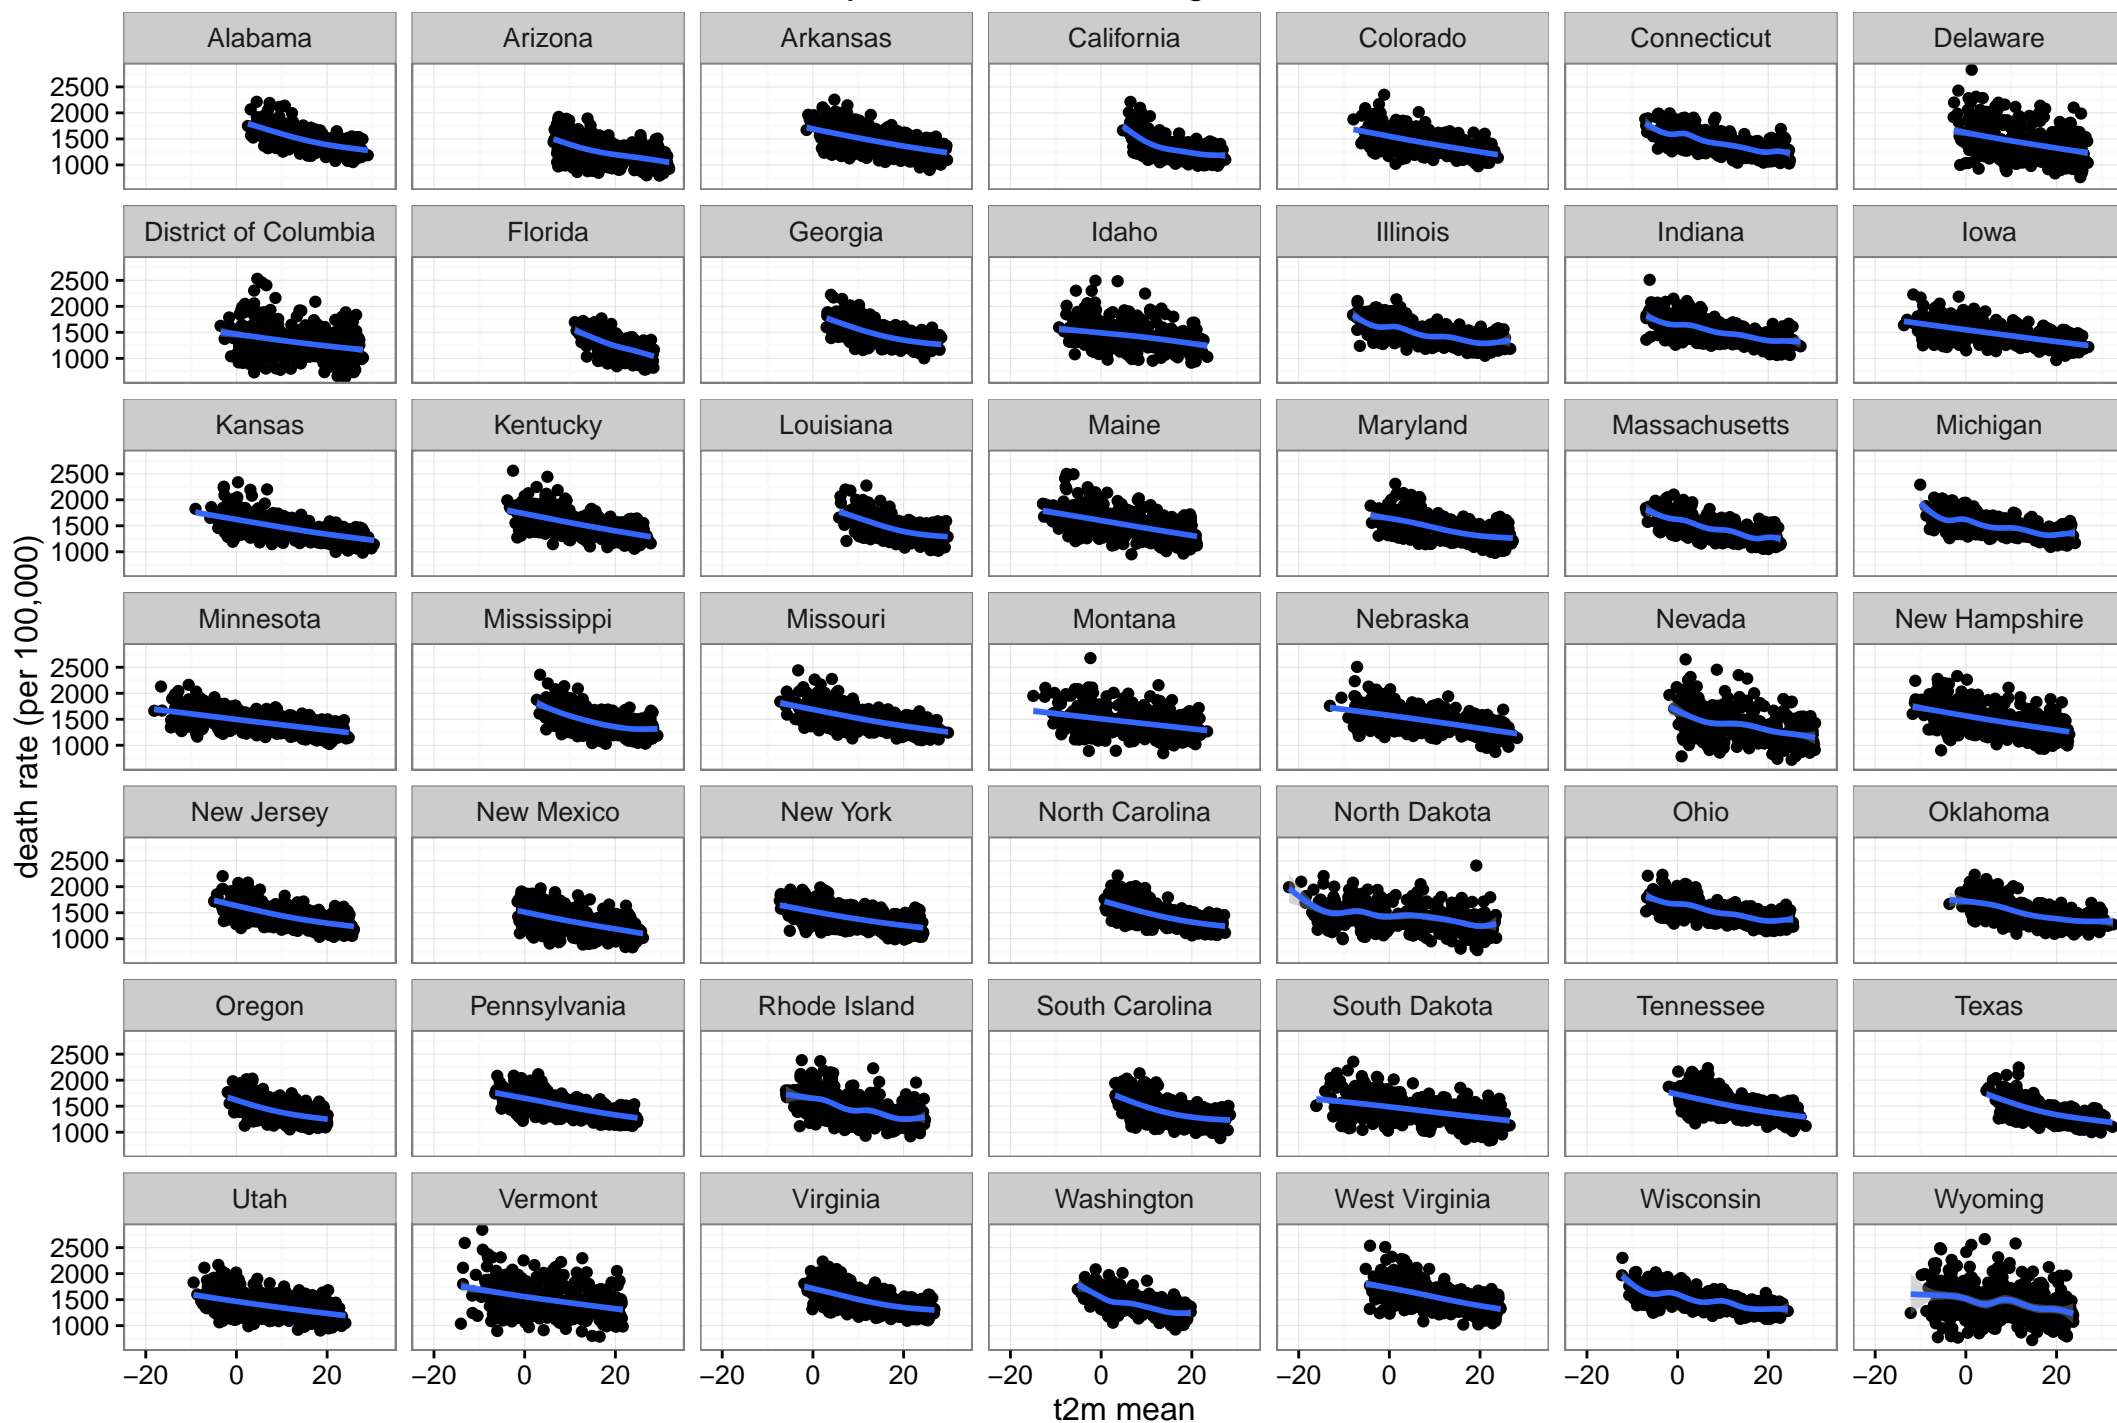 Alabama Arizona Arkansas California Colorado Connecticut Delaware
2500
2000
1500
1000
District of Columbia Florida Georgia Idaho Illinois Indiana Iowa
2500
2000
1500
1000
Kansas Kentucky Louisiana Maine Maryland Massachusetts Michigan
2500
2000
1500
1000
death rate (per 100,000)
Minnesota Mississippi Missouri Montana Nebraska Nevada New Hampshire
2500
2000
1500
1000
New Jersey New Mexico New York North Carolina North Dakota Ohio Oklahoma
2500
2000
1500
1000
Oregon Pennsylvania Rhode Island South Carolina South Dakota Tennessee Texas
2500
2000
1500
1000
Utah Vermont Virginia Washington West Virginia Wisconsin Wyoming
2500
2000
1500
1000
−20 0 20 −20 0 20 −20 0 20 −20 0 20 −20 0 20 −20 0 20 −20 0 20
t2m mean